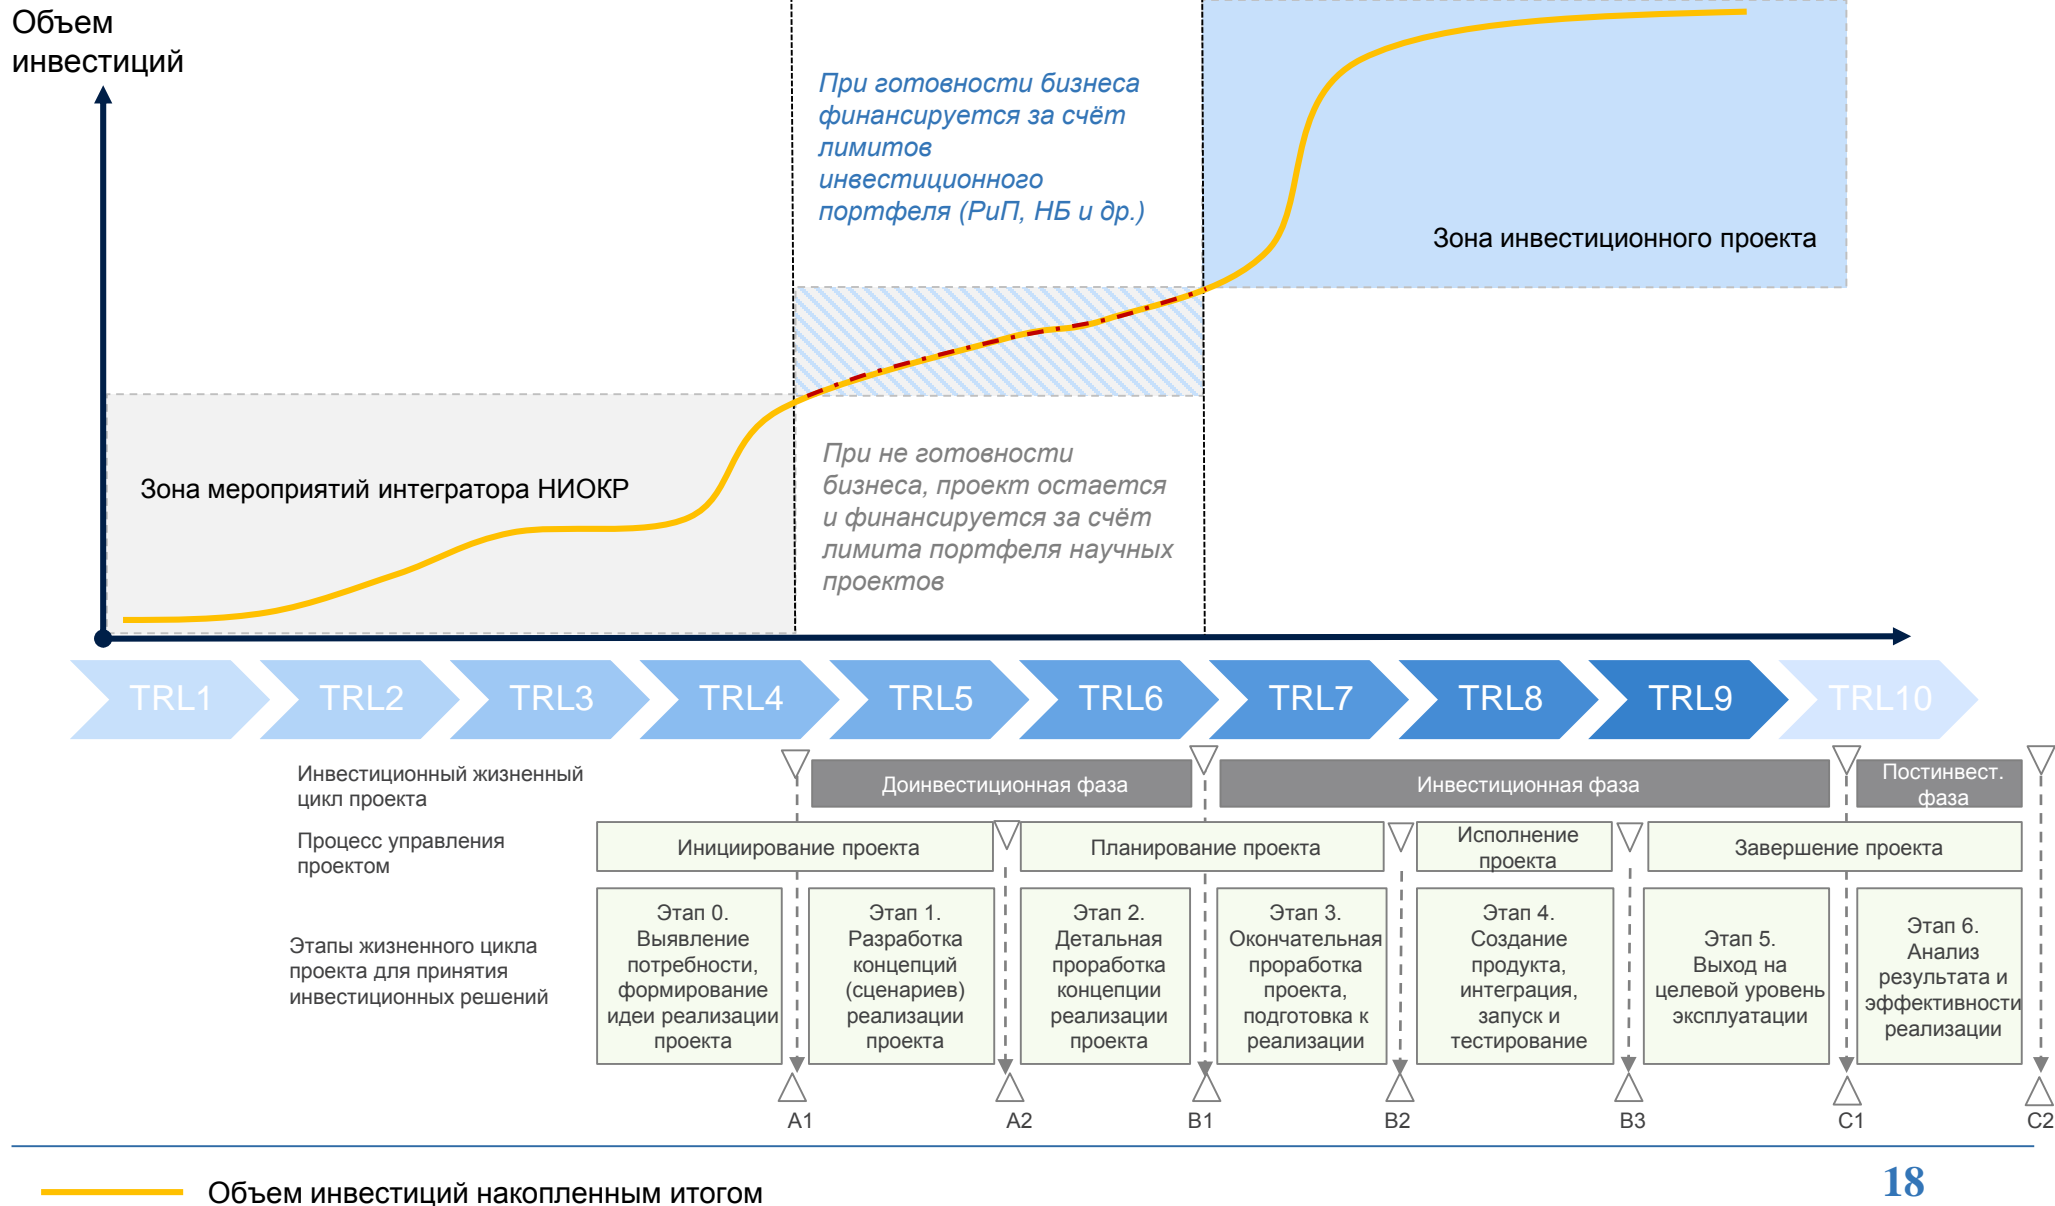 Объем
инвестиций
При готовности бизнеса
финансируется за счёт
лимитов
инвестиционного
портфеля (РиП, НБ и др.)
Зона инвестиционного проекта
Зона мероприятий интегратора НИОКР
При не готовности
бизнеса, проект остается
и финансируется за счёт
лимита портфеля научных
проектов
TRL1
TRL2
TRL3
TRL4
TRL5
TRL6
TRL7
TRL8
TRL9
TRL10
Инвестиционный жизненный
цикл проекта
Доинвестиционная фаза
Инвестиционная фаза
Постинвест.
фаза
Процесс управления
проектом
Инициирование проекта
Планирование проекта
Исполнение
проекта
Завершение проекта
Этапы жизненного цикла
проекта для принятия
инвестиционных решений
Этап 0.
Выявление
потребности,
формирование
идеи реализации
проекта
Этап 1.
Разработка
концепций
(сценариев)
реализации
проекта
Этап 2.
Детальная
проработка
концепции
реализации
проекта
Этап 3.
Окончательная
проработка
проекта,
подготовка к
реализации
Этап 4.
Создание
продукта,
интеграция,
запуск и
тестирование
Этап 5.
Выход на
целевой уровень
эксплуатации
Этап 6.
Анализ
результата и
эффективности
реализации
A1
A2
B1
B2
B3
C1
C2
Объем инвестиций накопленным итогом
18